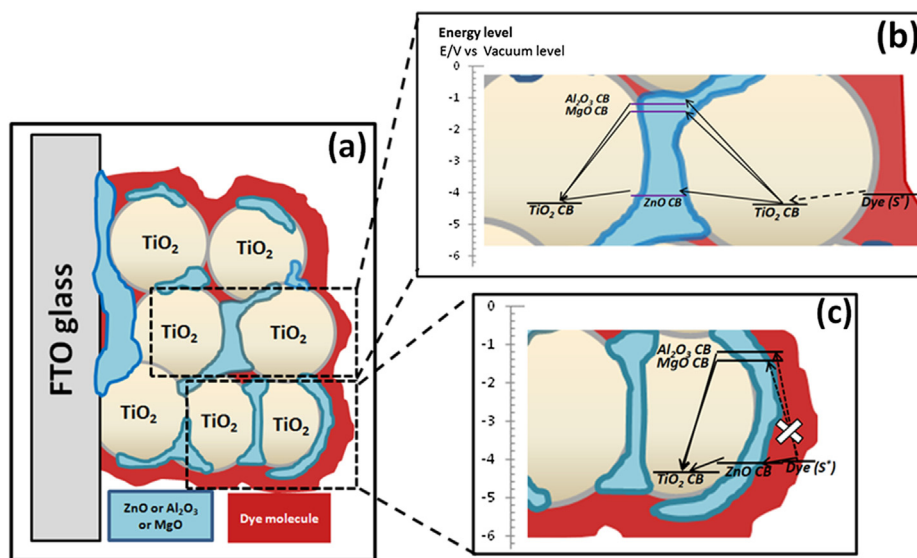 (a)
FTO glass
TiO₂
TiO₂
TiO₂
TiO₂
TiO₂
TiO₂
TiO₂
ZnO or Al₂O₃
or MgO
Dye molecule
Energy level
E/V vs Vacuum level
(b)
0
-1
-2
-3
-4
-5
-6
Al₂O₃ CB
MgO CB
TiO₂ CB
ZnO CB
TiO₂ CB
Dye (S*)
(c)
0
-1
-2
-3
-4
-5
-6
Al₂O₃ CB
MgO CB
TiO₂ CB
ZnO CB
Dye (S*)